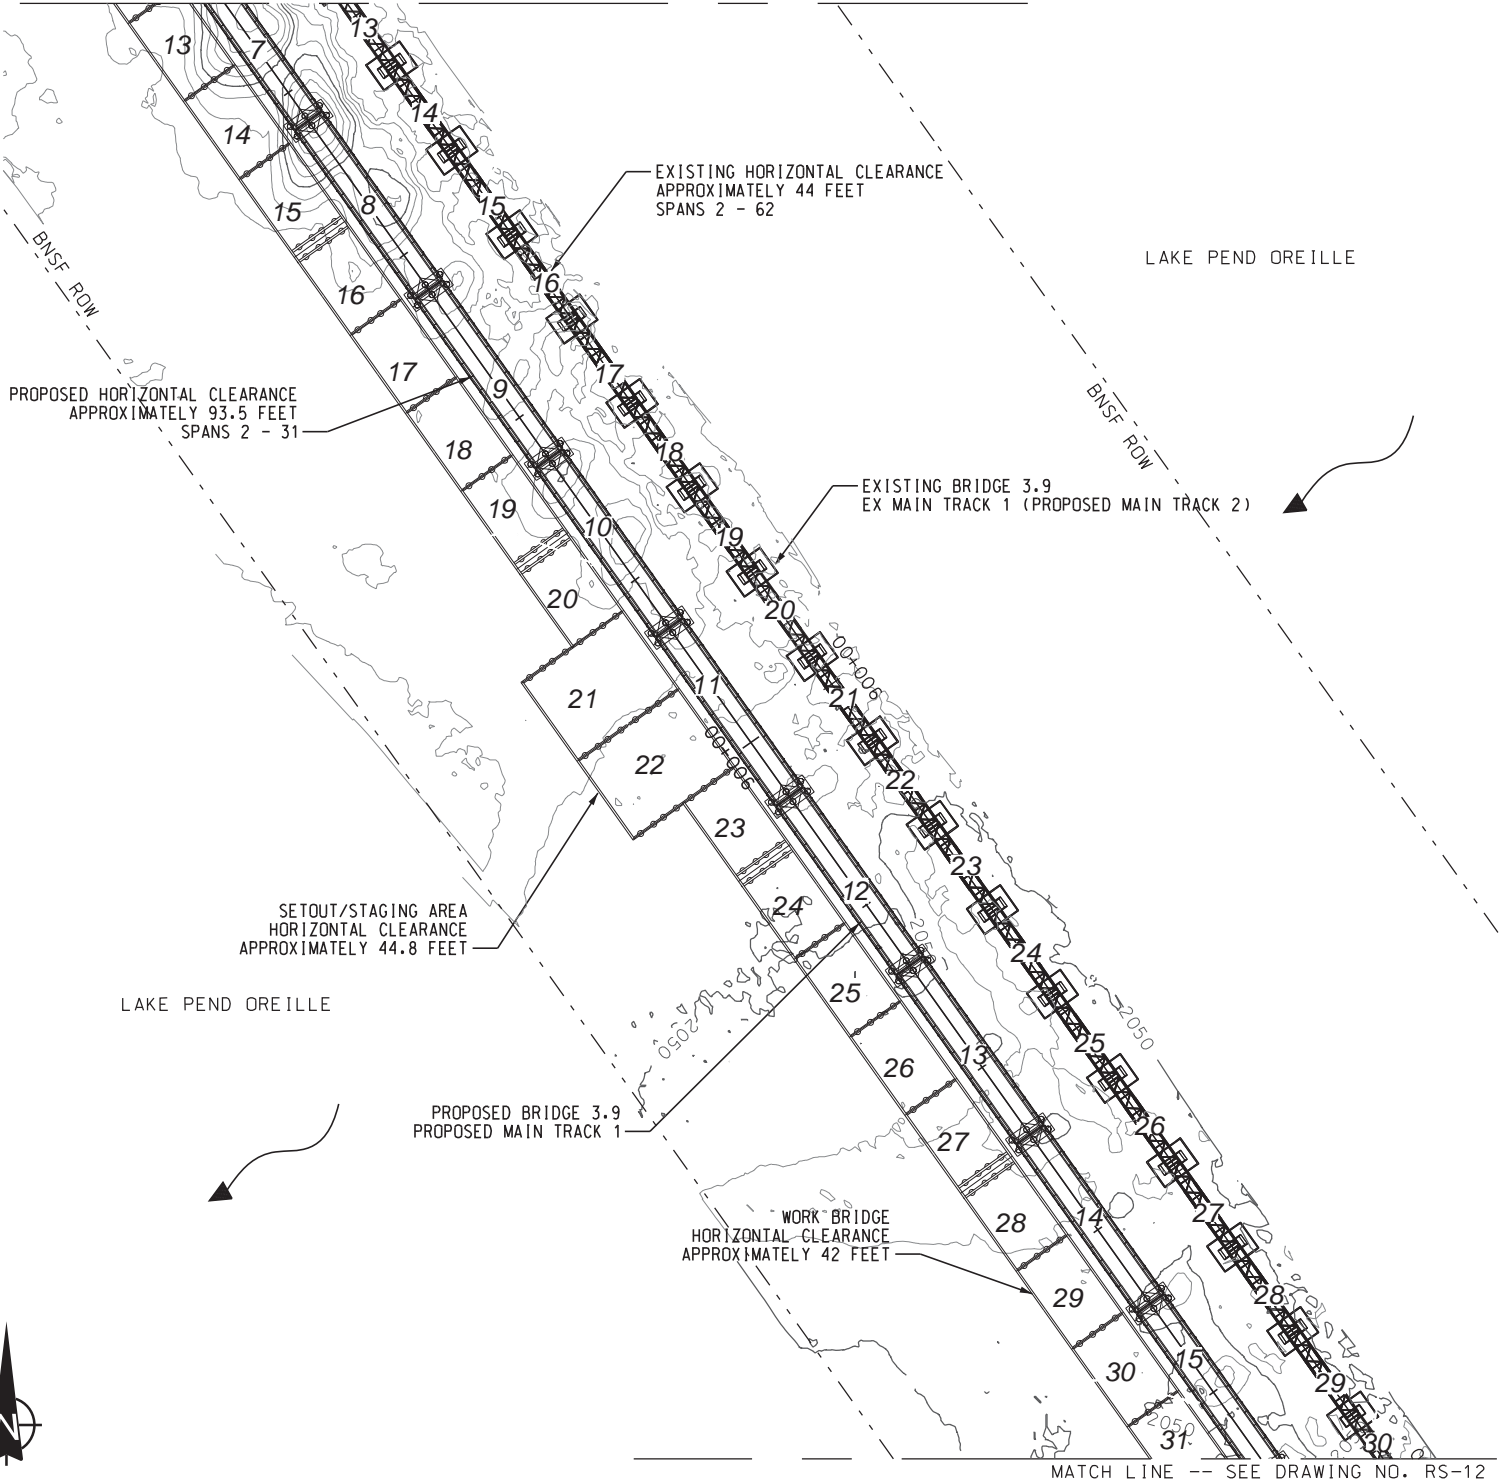 13
7
13
14
14
EXISTING HORIZONTAL CLEARANCE
APPROXIMATELY 44 FEET
SPANS 2 - 62
15
8
15
BNSF ROW
LAKE PEND OREILLE
16
16
PROPOSED HORIZONTAL CLEARANCE
APPROXIMATELY 93.5 FEET
SPANS 2 - 31
17
9
17
BNSF ROW
18
18
EXISTING BRIDGE 3.9
EX MAIN TRACK 1 (PROPOSED MAIN TRACK 2)
19
10
19
20
20
900+00
21
11
21
900+00
22
22
23
12
23
SETOUT/STAGING AREA
HORIZONTAL CLEARANCE
APPROXIMATELY 44.8 FEET
24
24
LAKE PEND OREILLE
25
2050
2050
25
26
13
PROPOSED BRIDGE 3.9
PROPOSED MAIN TRACK 1
27
26
WORK BRIDGE
HORIZONTAL CLEARANCE
APPROXIMATELY 42 FEET
28
14
27
29
28
30
15
29
N
2050
31
30
MATCH LINE -- SEE DRAWING NO. RS-12